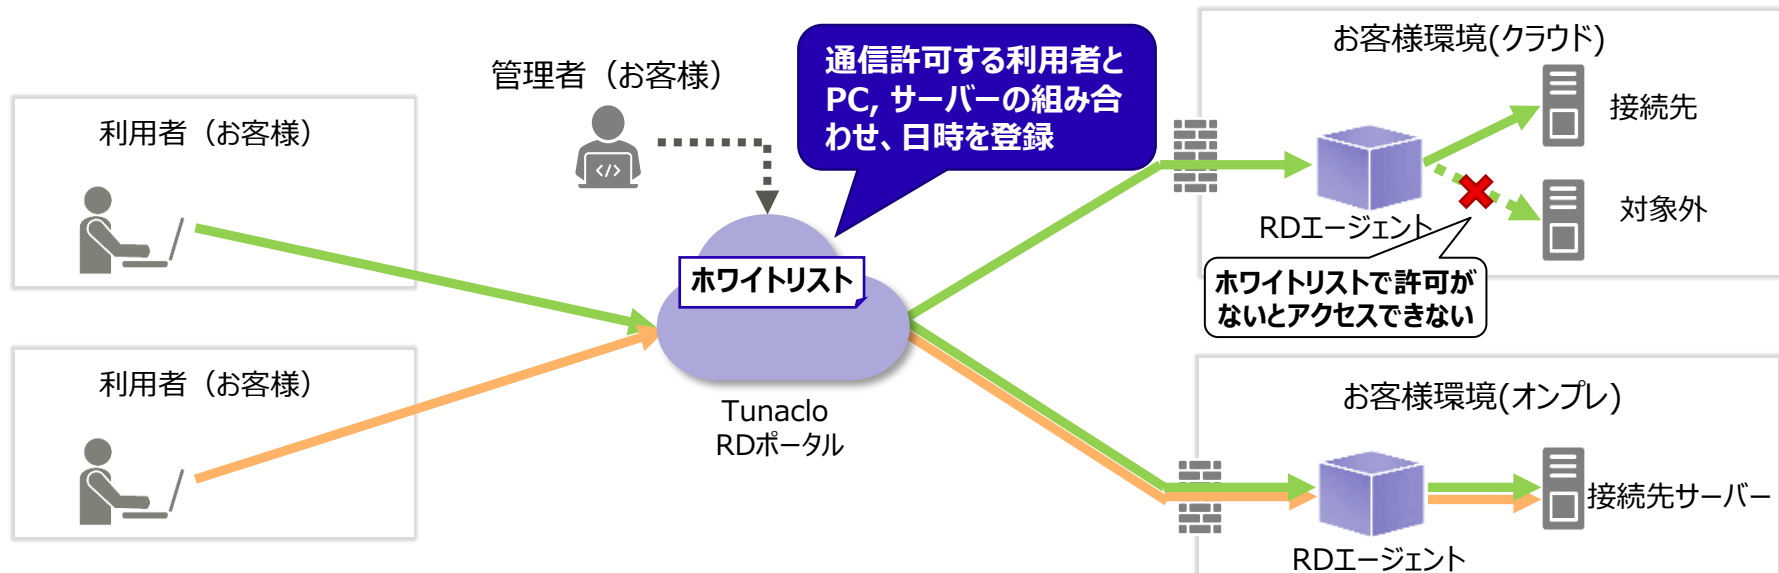 お客様環境(クラウド)
通信許可する利用者と
PC, サーバーの組み合
わせ、日時を登録
管理者（お客様）
接続先
利用者（お客様）
</>
対象外
RDエージェント
ホワイトリスト
ホワイトリストで許可が
ないとアクセスできない
利用者（お客様）
お客様環境(オンプレ)
Tunaclo
RDポータル
接続先サーバー
RDエージェント